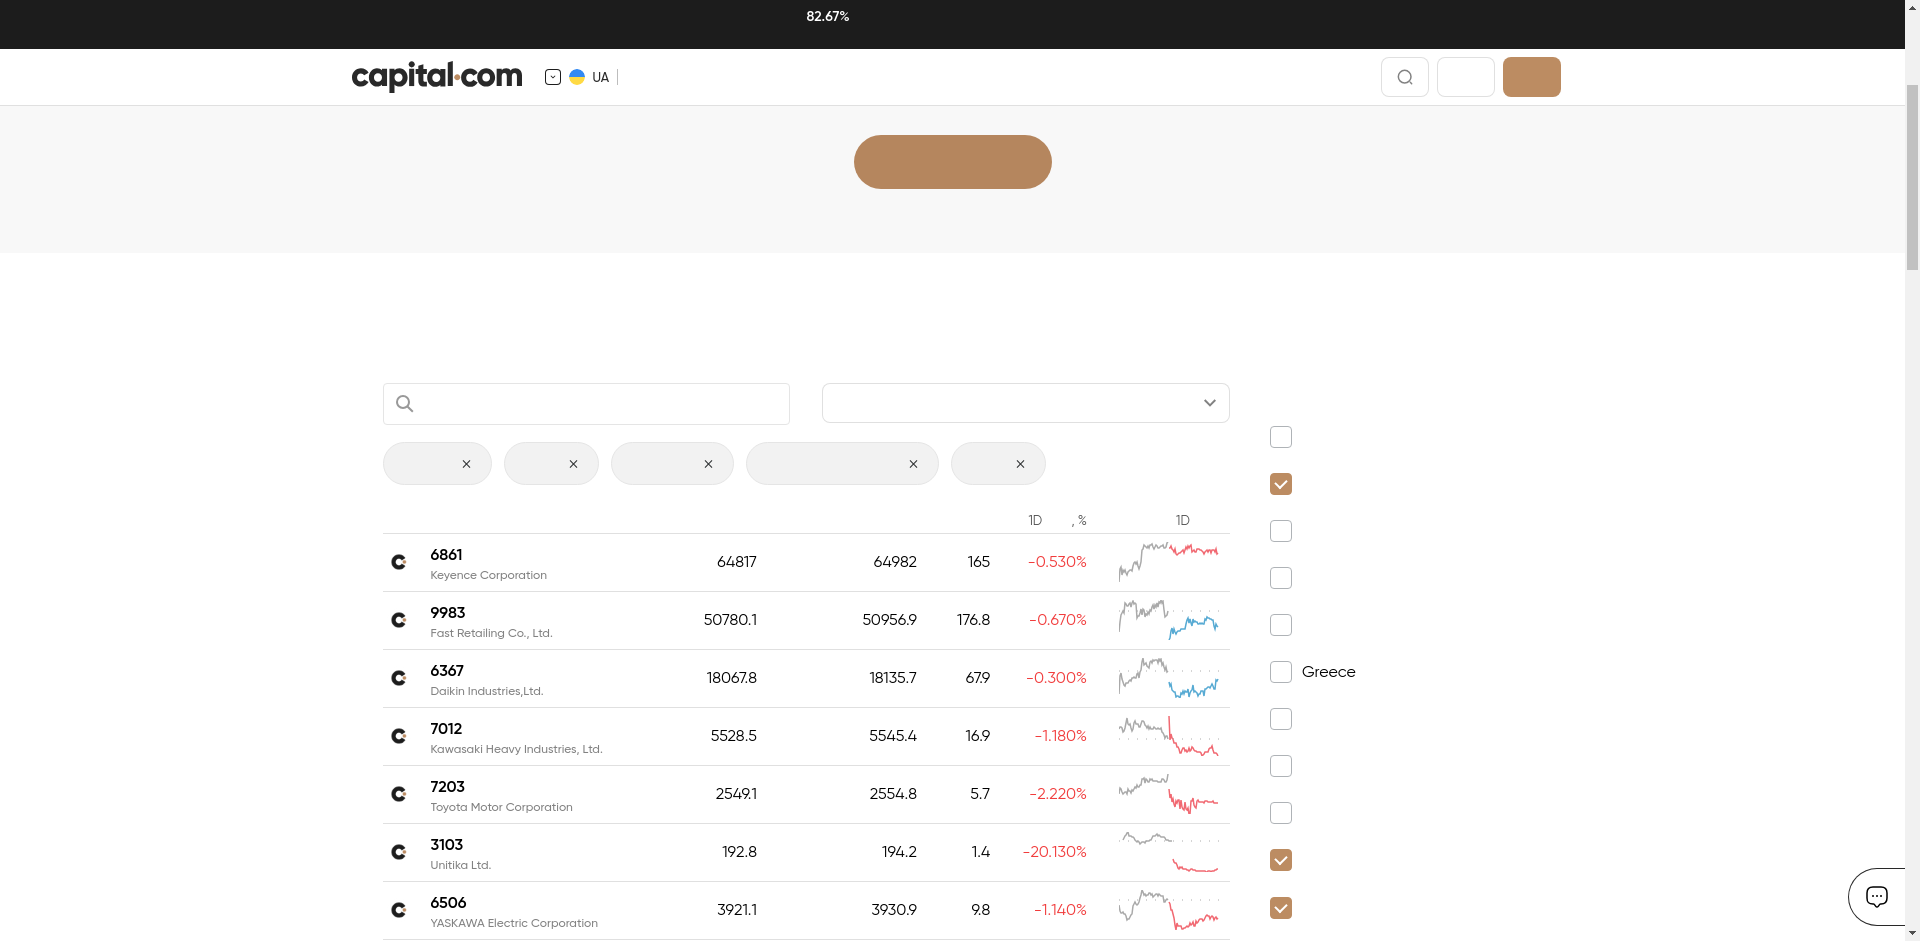 82.67%
capital.com
UA
1D , % 1D
6861 64817 64982 165 -0.530%
Keyence Corporation
9983 50780.1 50956.9 176.8 -0.670%
Fast Retailing Co., Ltd.
6367 18067.8 18135.7 67.9 -0.300%
Daikin Industries,Ltd.
Greece
7012 5528.5 5545.4 16.9 -1.180%
Kawasaki Heavy Industries, Ltd.
7203 2549.1 2554.8 5.7 -2.220%
Toyota Motor Corporation
3103 192.8 194.2 1.4 -20.130%
Unitika Ltd.
6506 3921.1 3930.9 9.8 -1.140%
YASKAWA Electric Corporation